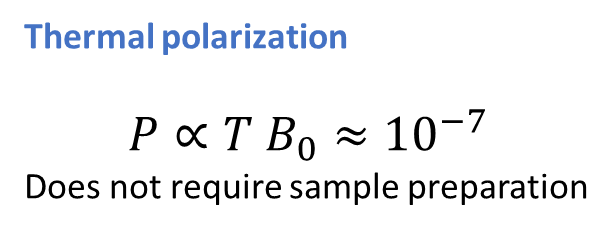 Thermal polarization
P ∝ T B₀ ≈ 10⁻⁷
Does not require sample preparation